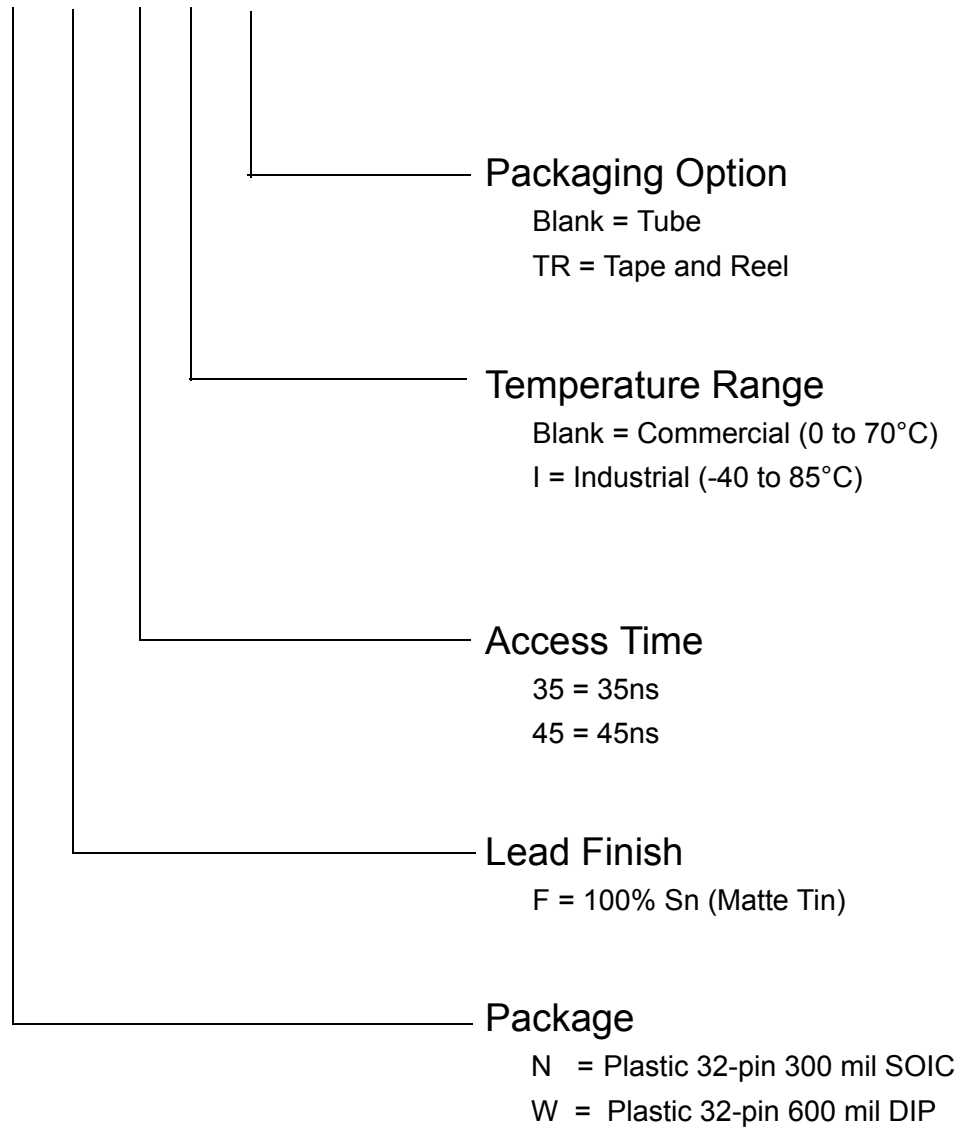 Packaging Option
Blank = Tube
TR = Tape and Reel
Temperature Range
Blank = Commercial (0 to 70°C)
I = Industrial (-40 to 85°C)
Access Time
35 = 35ns
45 = 45ns
Lead Finish
F = 100% Sn (Matte Tin)
Package
N = Plastic 32-pin 300 mil SOIC
W = Plastic 32-pin 600 mil DIP